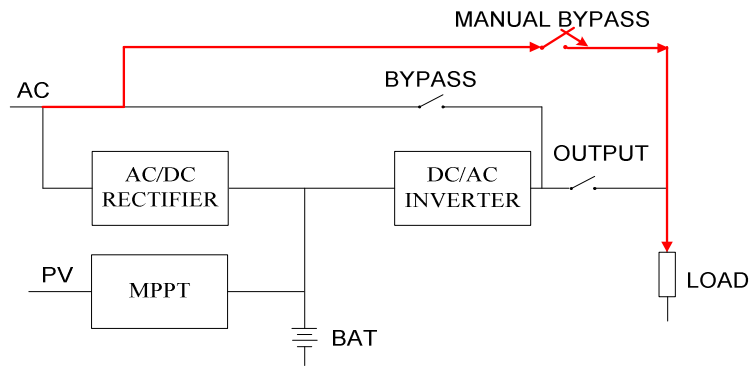 MANUAL BYPASS
AC
BYPASS
AC/DC
RECTIFIER
DC/AC
INVERTER
OUTPUT
PV
MPPT
LOAD
BAT